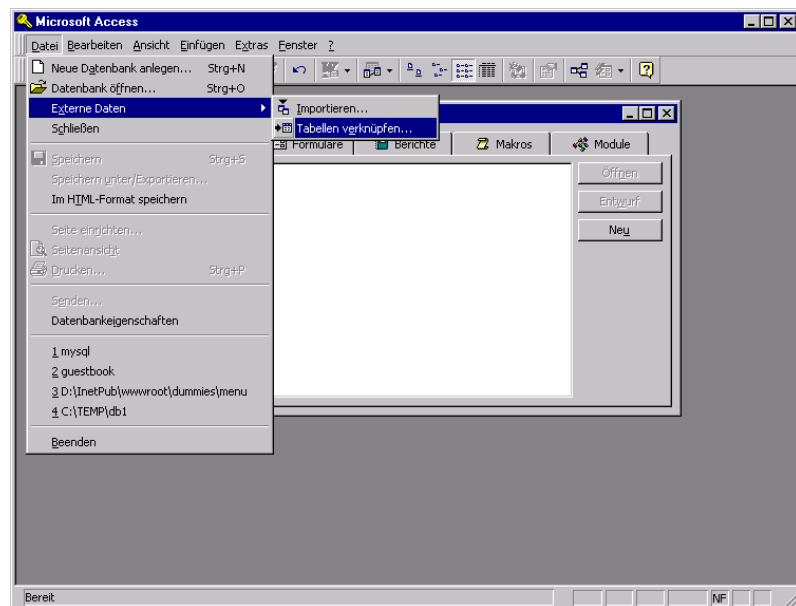 Microsoft Access
Datei Bearbeiten Ansicht Einfügen Extras Fenster ?
Neue Datenbank anlegen... Strg+N
Datenbank öffnen... Strg+O
Externe Daten
Importieren...
Schließen
Tabellen verknüpfen...
Formulare Berichte Makros Module
Speichern Strg+S
Speichern unter/Exportieren...
Im HTML-Format speichern
Öffnen
Entwurf
Neu
Seite einrichten...
Seitenansicht
Drucken... Strg+P
Senden...
Datenbankeigenschaften
1 mysql
2 guestbook
3 D:\InetPub\wwwroot\dummies\menu
4 C:\TEMP\db1
Beenden
Bereit
NF